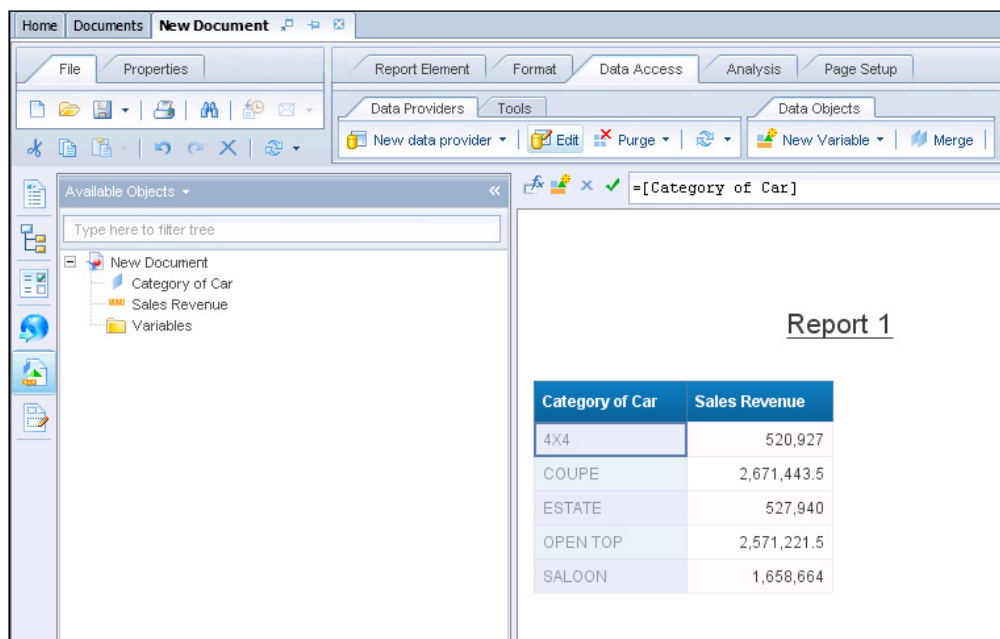 Home Documents New Document
File Properties
Report Element Format Data Access Analysis Page Setup
Data Providers Tools
Data Objects
New data provider Edit Purge
New Variable Merge
Available Objects
=[Category of Car]
Type here to filter tree
New Document
Category of Car
Sales Revenue
Variables
Report 1
Category of Car Sales Revenue
4X4 520,927
COUPE 2,671,443.5
ESTATE 527,940
OPEN TOP 2,571,221.5
SALOON 1,658,664